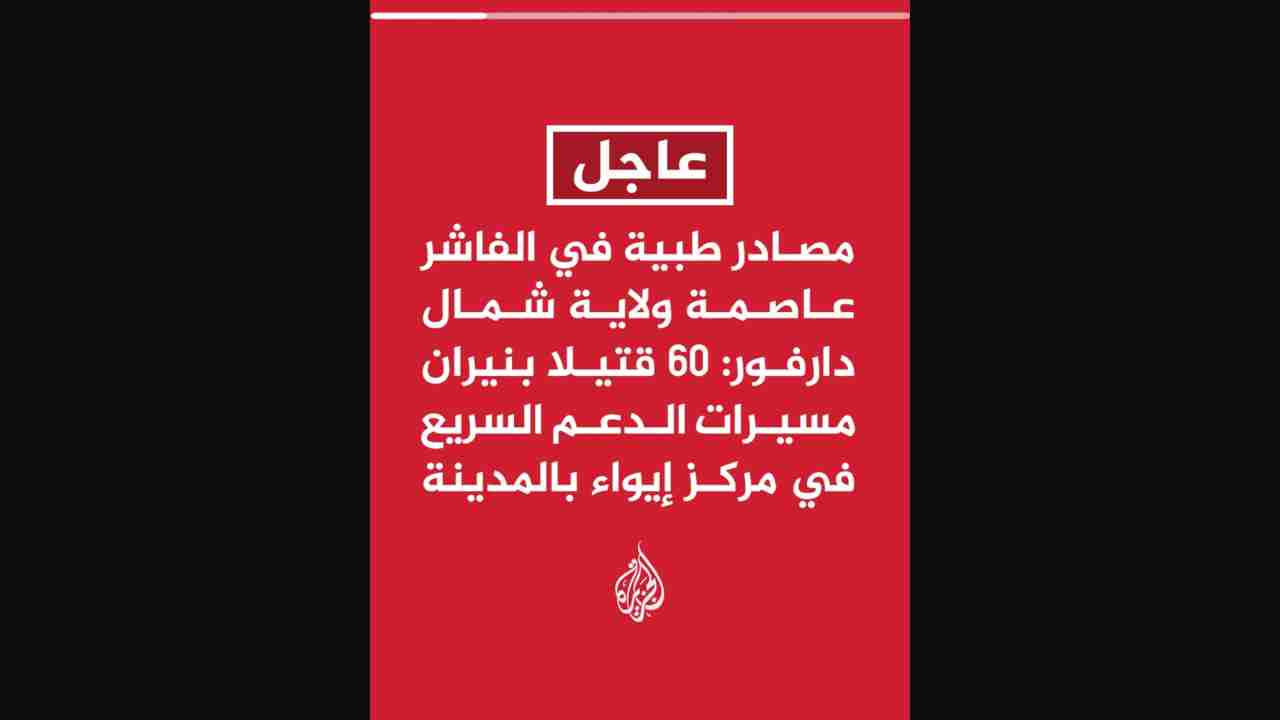 عاجل
مصادر طبية في الفاشر
عاصمة ولاية شمال
دارفور: 60 قتيلا بنيران
مسيرات الدعم السريع
في مركز إيواء بالمدينة
الجزيرة